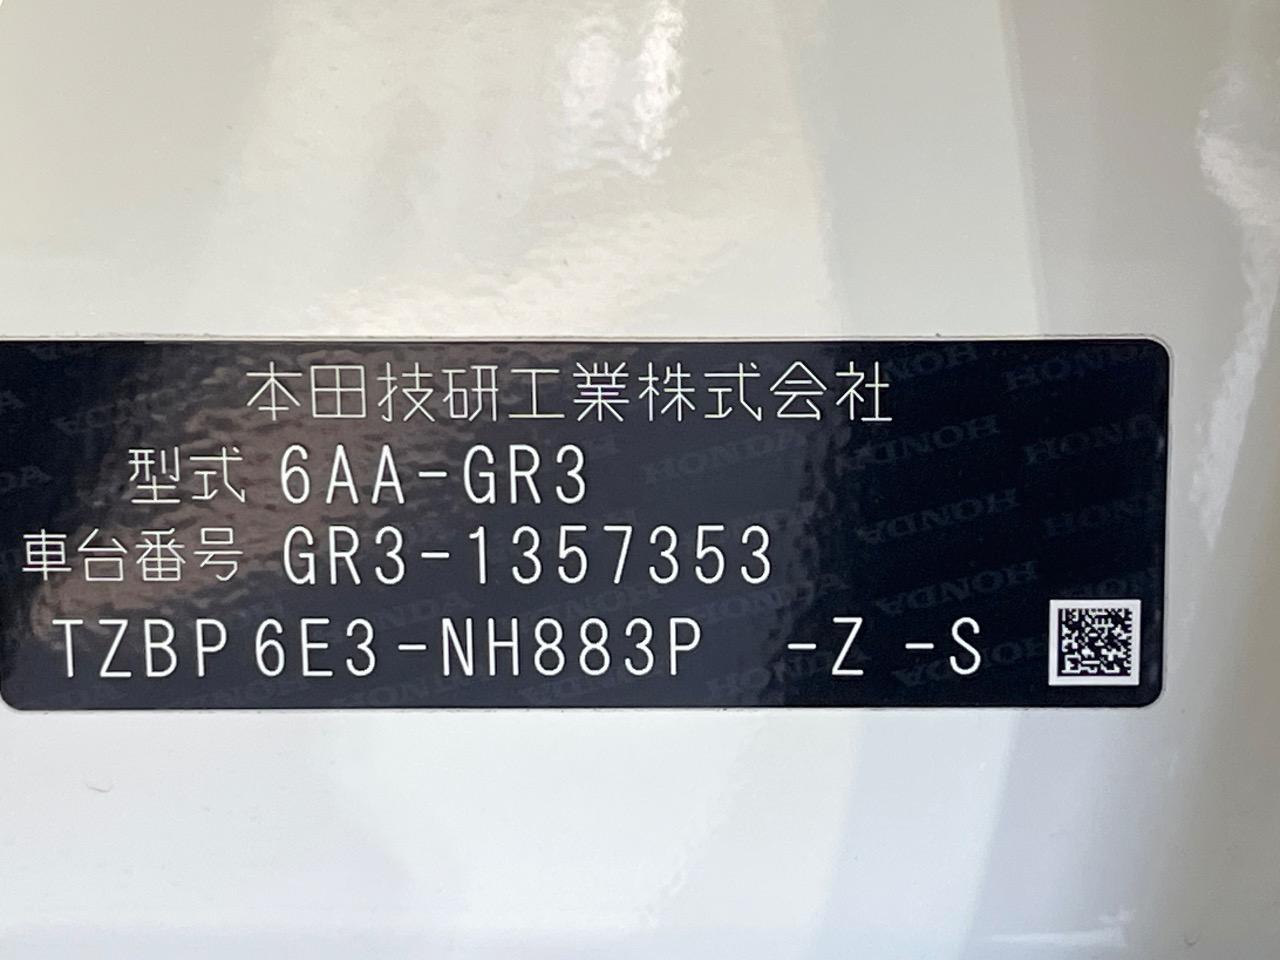 本田技研工業株式会社
型式 6AA-GR3
車台番号 GR3-1357353
TZBP6E3-NH883P -Z -S